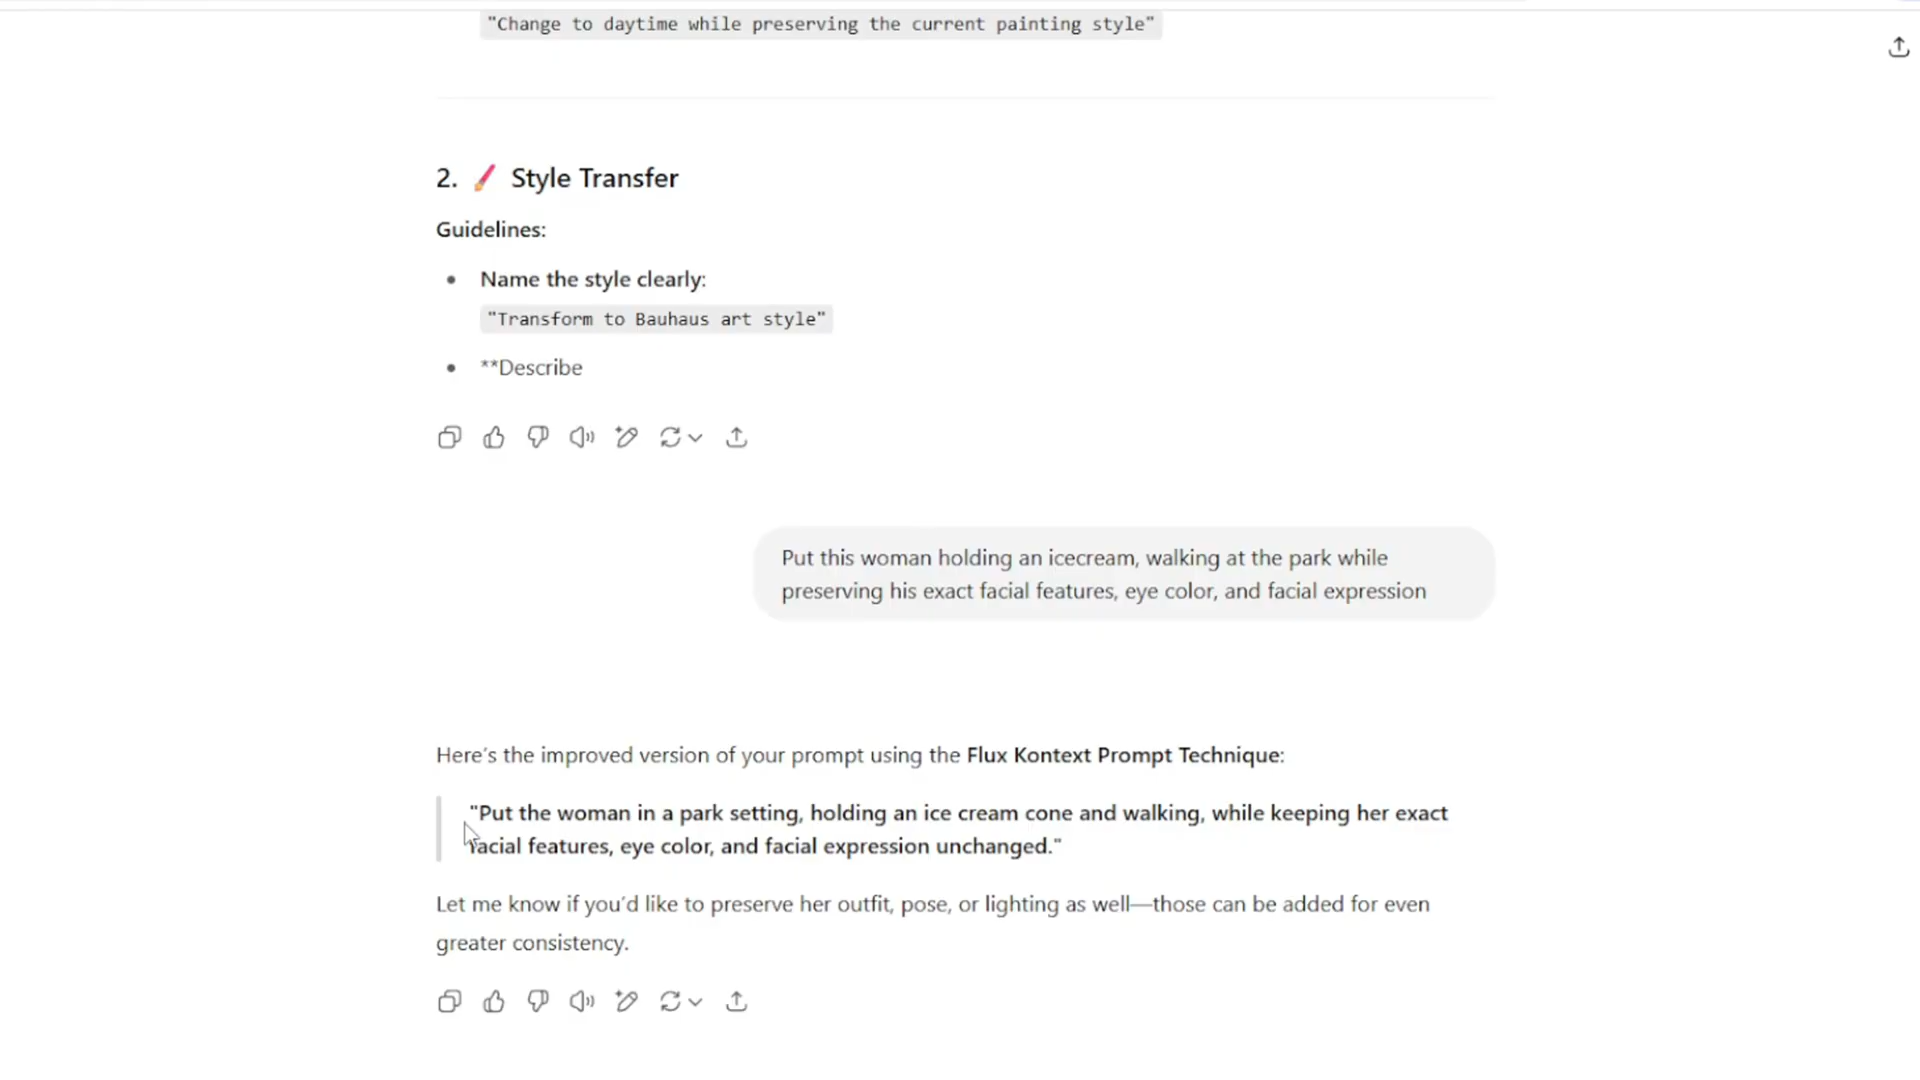 "Change to daytime while preserving the current painting style"
2. Style Transfer
Guidelines:
Name the style clearly:
"Transform to Bauhaus art style"
**Describe
Put this woman holding an icecream, walking at the park while
preserving his exact facial features, eye color, and facial expression
Here's the improved version of your prompt using the Flux Kontext Prompt Technique:
"Put the woman in a park setting, holding an ice cream cone and walking, while keeping her exact
facial features, eye color, and facial expression unchanged."
Let me know if you'd like to preserve her outfit, pose, or lighting as well—those can be added for even
greater consistency.